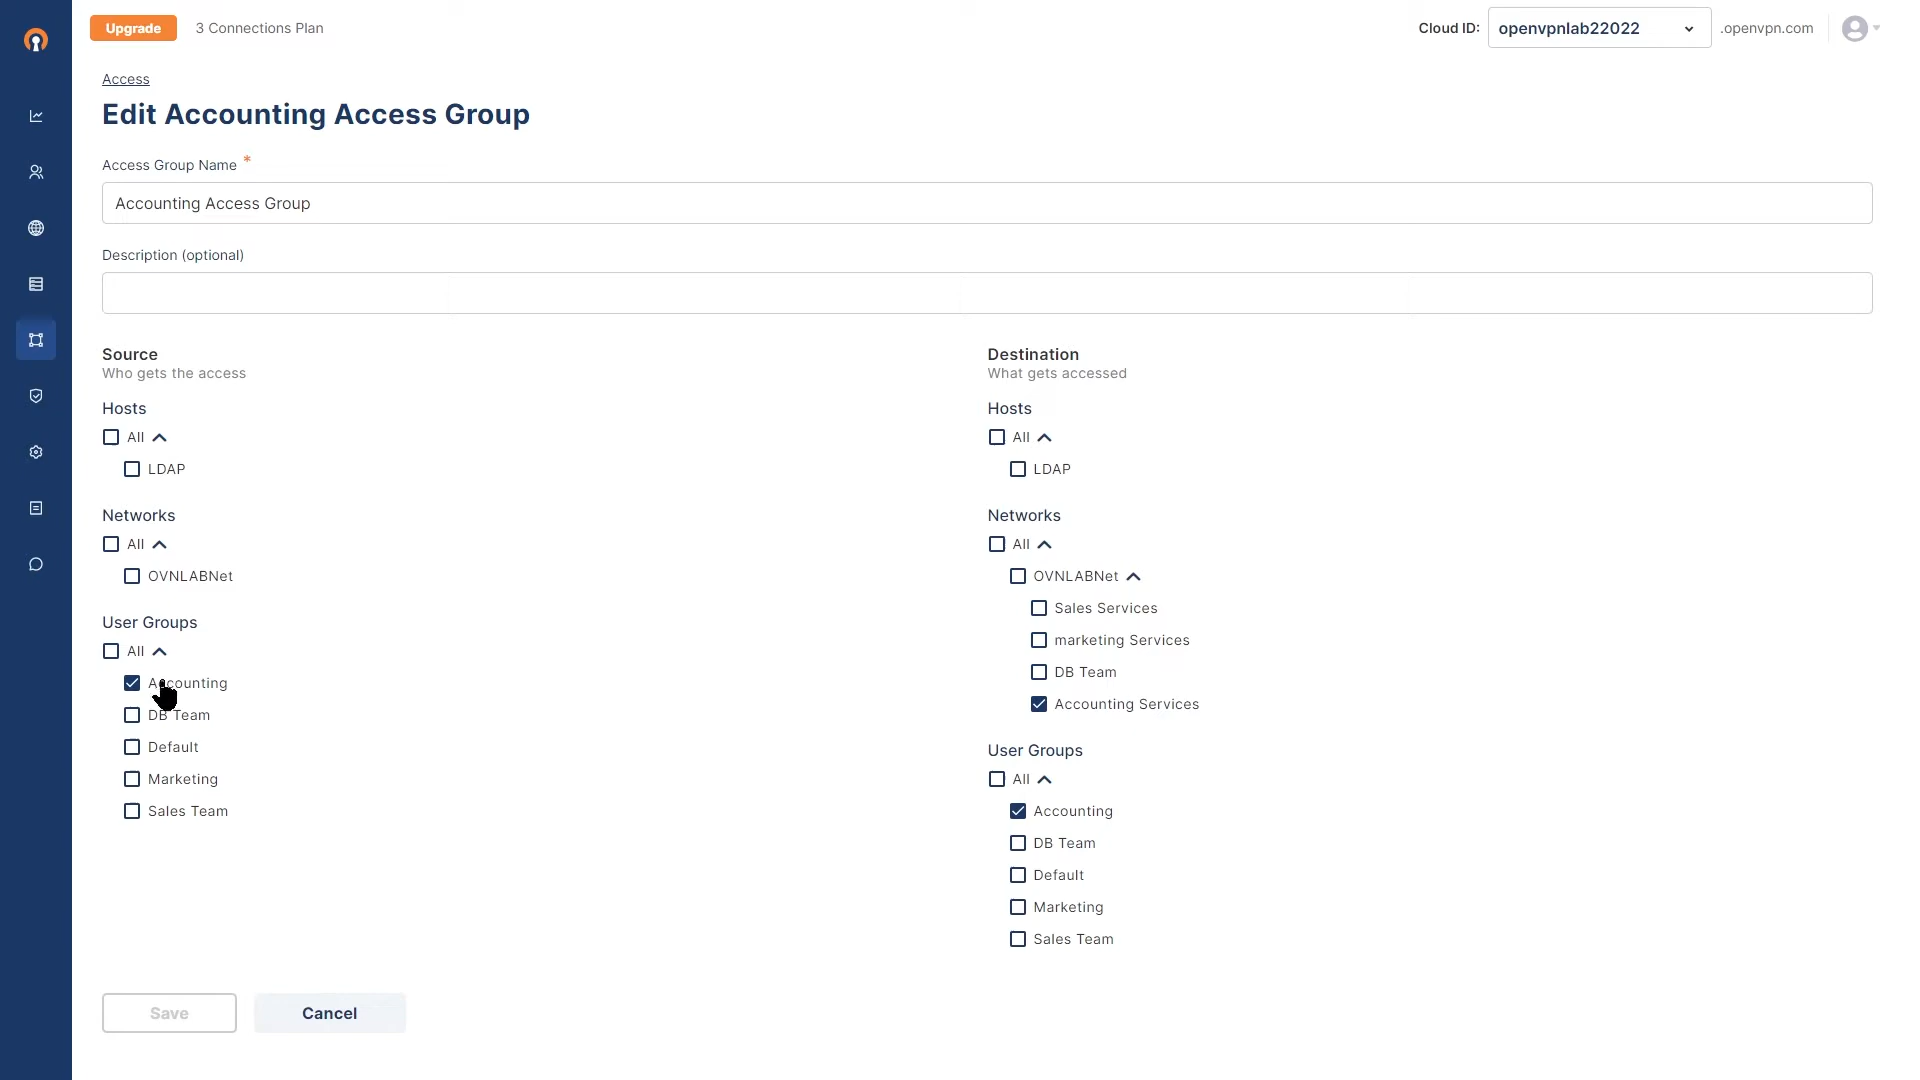 Upgrade
3 Connections Plan
Cloud ID:
openvpnlab22022
.openvpn.com
Access
Edit Accounting Access Group
Access Group Name *
Accounting Access Group
Description (optional)
Source
Who gets the access
Hosts
All
LDAP
Networks
All
OVNLABNet
User Groups
All
Accounting
DB Team
Default
Marketing
Sales Team
Destination
What gets accessed
Hosts
All
LDAP
Networks
All
OVNLABNet
Sales Services
marketing Services
DB Team
Accounting Services
User Groups
All
Accounting
DB Team
Default
Marketing
Sales Team
Save
Cancel